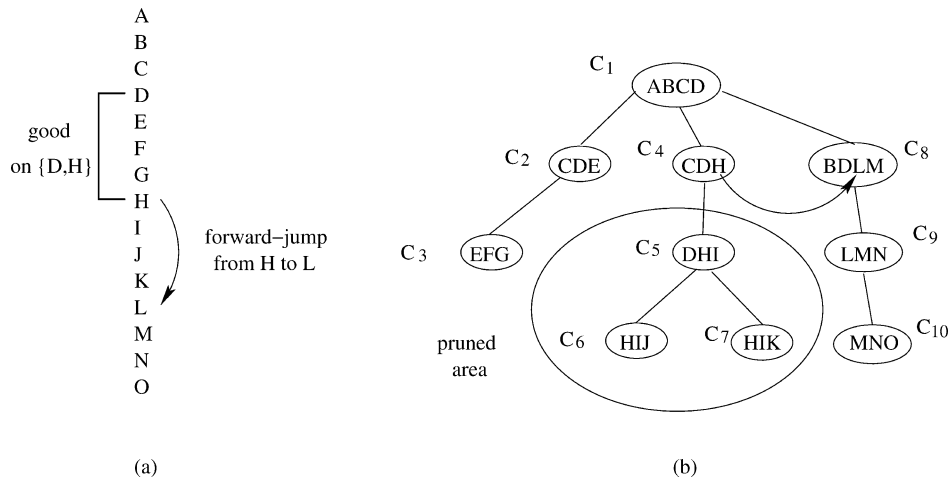 A
B
C
D
E
F
G
H
I
J
K
L
M
N
O
good
on {D,H}
forward-jump
from H to L
(a)
C1
ABCD
C2
CDE
C4
CDH
BDLM
C8
C3
EFG
C5
DHI
LMN
C9
C6
HIJ
C7
HIK
MNO
C10
pruned
area
(b)